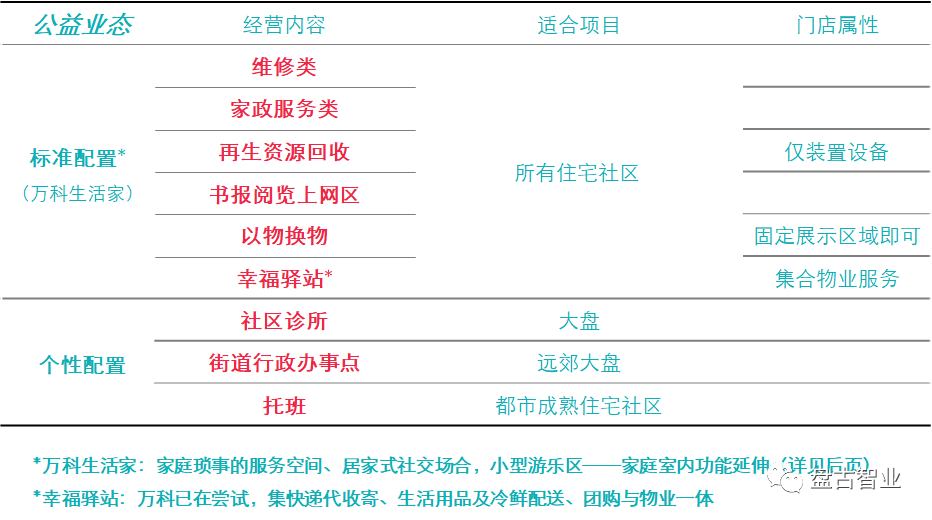 公益业态 经营内容 适合项目 门店属性
维修类
家政服务类
标准配置* 再生资源回收 仅装置设备
(万科生活家) 书报阅览上网区 所有住宅社区
以物换物 固定展示区域即可
幸福驿站* 集合物业服务
社区诊所 大盘
个性配置 街道行政办事点 远郊大盘
托班 都市成熟住宅社区
*万科生活家：家庭琐事的服务空间、居家式社交场合，小型游乐区——家庭室内功能延伸（详见后页）
*幸福驿站：万科已在尝试，集快递代收寄、生活用品及冷鲜配送、团购与物业一体
盘古智业